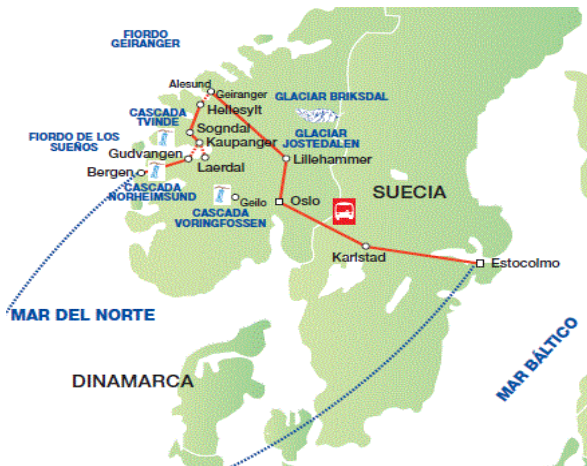 FIORDO
GEIRANGER
Alesund
Geiranger
GLACIAR BRIKSDAL
Hellesylt
CASCADA
TVINDE
GLACIAR
JOSTEDALEN
Sogndal
FIORDO DE LOS
SUEÑOS
Kaupanger
Gudvangen
Lillehammer
Laerdal
Bergen
CASCADA
NORHEIMSUND
SUECIA
Geilo
Oslo
CASCADA
VORINGFOSSEN
Karlstad
Estocolmo
MAR DEL NORTE
MAR BÁLTICO
DINAMARCA